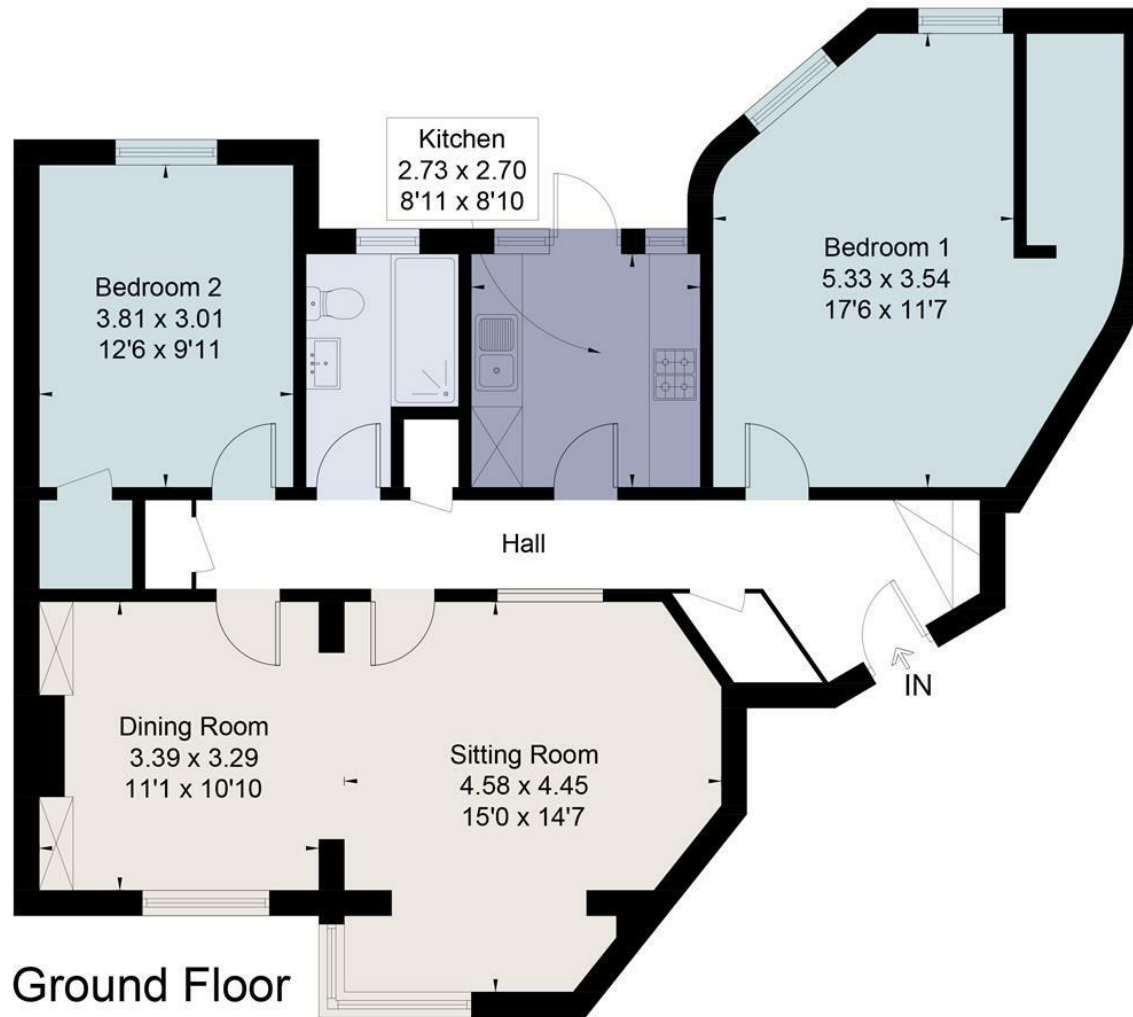 Kitchen
2.73 x 2.70
8'11 x 8'10
Bedroom 1
5.33 x 3.54
17'6 x 11'7
Bedroom 2
3.81 x 3.01
12'6 x 9'11
Hall
IN
Dining Room
3.39 x 3.29
11'1 x 10'10
Sitting Room
4.58 x 4.45
15'0 x 14'7
Ground Floor